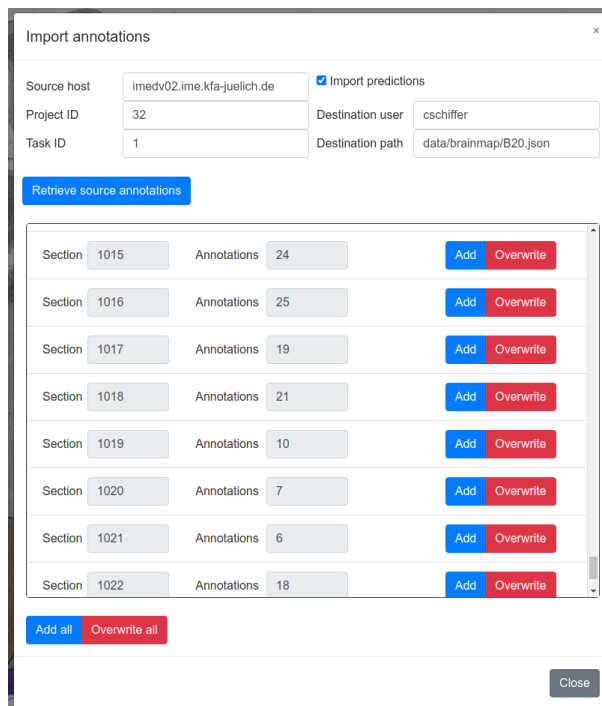 Import annotations ×
Source host imedv02.ime.kfa-juelich.de Import predictions
Project ID 32 Destination user cschiffer
Task ID 1 Destination path data/brainmap/B20.json
Retrieve source annotations
Section 1015 Annotations 24 Add Overwrite
Section 1016 Annotations 25 Add Overwrite
Section 1017 Annotations 19 Add Overwrite
Section 1018 Annotations 21 Add Overwrite
Section 1019 Annotations 10 Add Overwrite
Section 1020 Annotations 7 Add Overwrite
Section 1021 Annotations 6 Add Overwrite
Section 1022 Annotations 18 Add Overwrite
Add all Overwrite all
Close